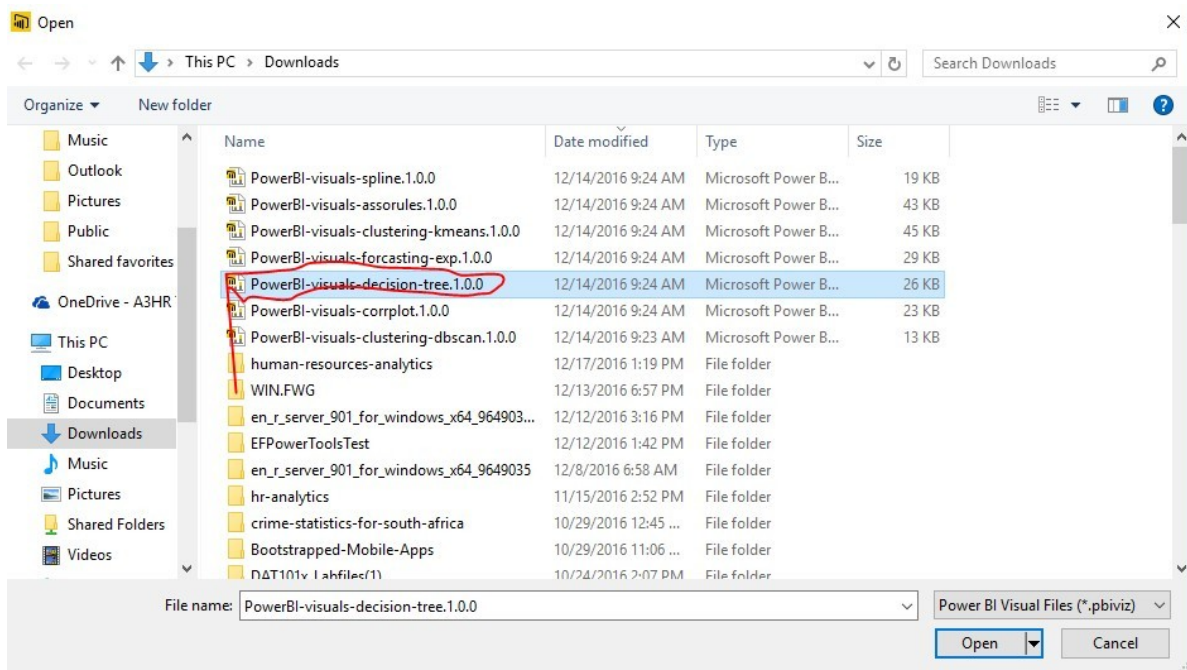 Open
This PC > Downloads
Search Downloads
Organize New folder
Name Date modified Type Size
Music
Outlook
Pictures
Public
Shared favorites
OneDrive - A3HR
This PC
Desktop
Documents
Downloads
Music
Pictures
Shared Folders
Videos
PowerBI-visuals-spline.1.0.0 12/14/2016 9:24 AM Microsoft Power B... 19 KB
PowerBI-visuals-assorules.1.0.0 12/14/2016 9:24 AM Microsoft Power B... 43 KB
PowerBI-visuals-clustering-kmeans.1.0.0 12/14/2016 9:24 AM Microsoft Power B... 45 KB
PowerBI-visuals-forcasting-exp.1.0.0 12/14/2016 9:24 AM Microsoft Power B... 29 KB
PowerBI-visuals-decision-tree.1.0.0 12/14/2016 9:24 AM Microsoft Power B... 26 KB
PowerBI-visuals-corrplot.1.0.0 12/14/2016 9:24 AM Microsoft Power B... 23 KB
PowerBI-visuals-clustering-dbscan.1.0.0 12/14/2016 9:23 AM Microsoft Power B... 13 KB
human-resources-analytics 12/17/2016 1:19 PM File folder
WIN.FWG 12/13/2016 6:57 PM File folder
en_r_server_901_for_windows_x64_964903... 12/12/2016 3:16 PM File folder
EFPowerToolsTest 12/12/2016 1:42 PM File folder
en_r_server_901_for_windows_x64_9649035 12/8/2016 6:58 AM File folder
hr-analytics 11/15/2016 2:52 PM File folder
crime-statistics-for-south-africa 10/29/2016 12:45 ... File folder
Bootstrapped-Mobile-Apps 10/29/2016 11:06 ... File folder
DAT101x Labfiles(1) 10/24/2016 2:07 PM File folder
File name: PowerBI-visuals-decision-tree.1.0.0 Power BI Visual Files (*.pbiviz)
Open Cancel